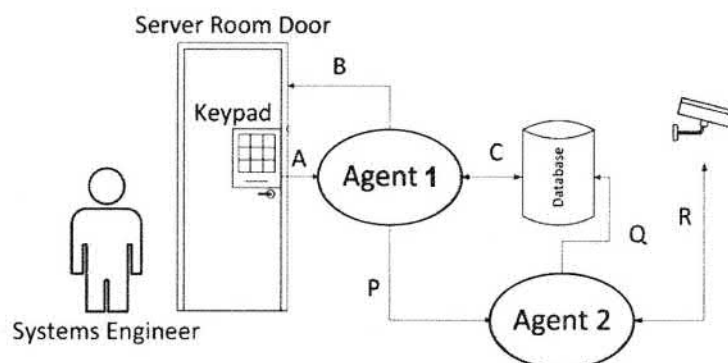 Server Room Door
B
Keypad
A
Agent 1
C
Database
R
Q
P
Agent 2
Systems Engineer